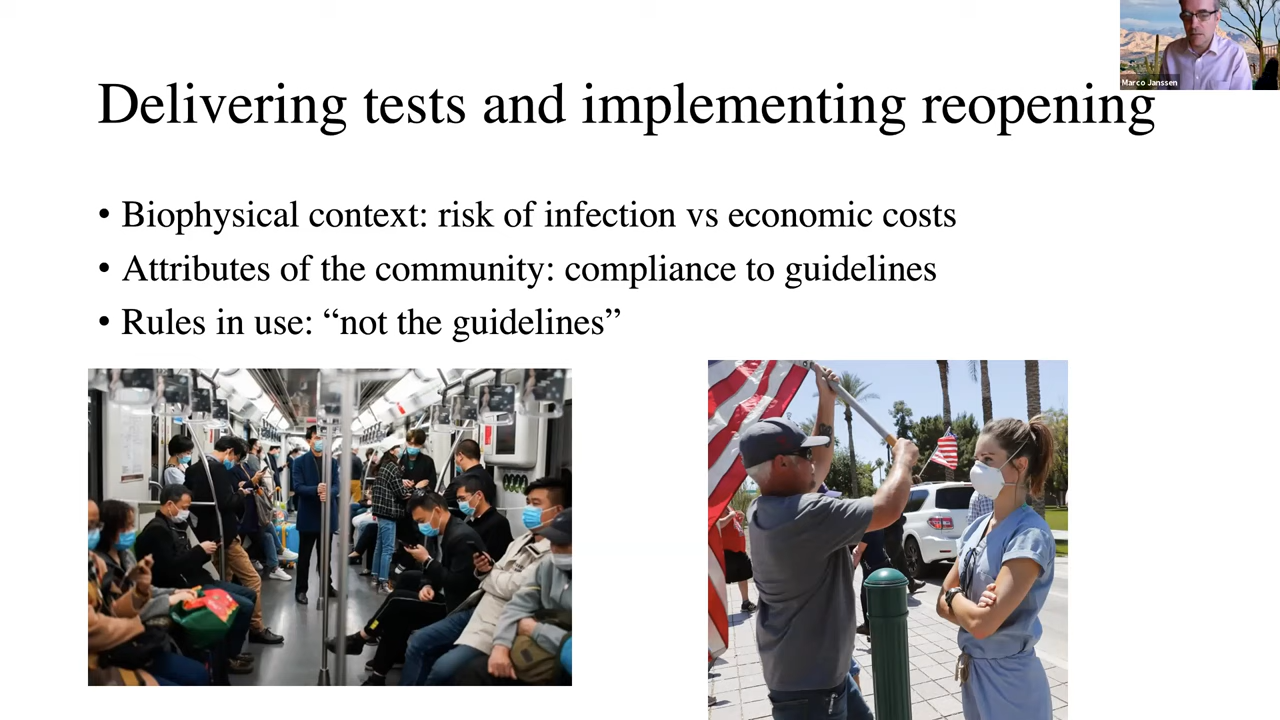 Marco Janssen
Delivering tests and implementing reopening
• Biophysical context: risk of infection vs economic costs
• Attributes of the community: compliance to guidelines
• Rules in use: “not the guidelines”